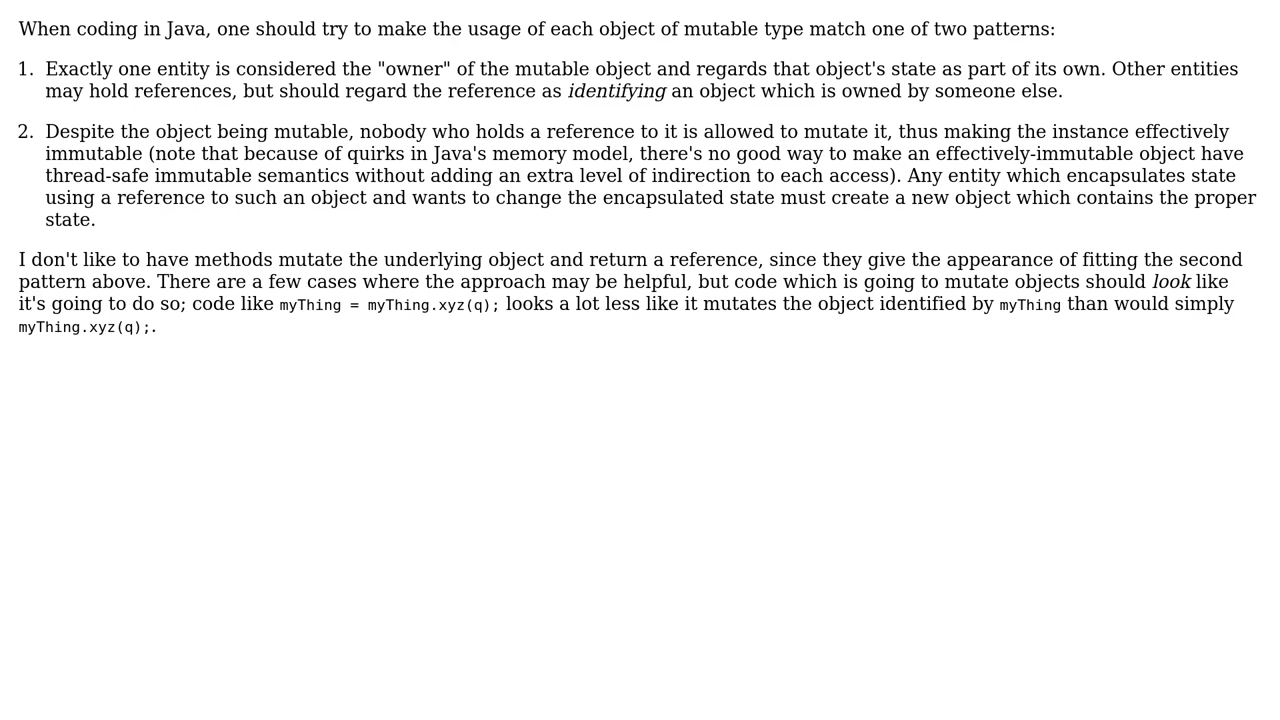 When coding in Java, one should try to make the usage of each object of mutable type match one of two patterns:
1. Exactly one entity is considered the "owner" of the mutable object and regards that object's state as part of its own. Other entities
may hold references, but should regard the reference as identifying an object which is owned by someone else.
2. Despite the object being mutable, nobody who holds a reference to it is allowed to mutate it, thus making the instance effectively
immutable (note that because of quirks in Java's memory model, there's no good way to make an effectively-immutable object have
thread-safe immutable semantics without adding an extra level of indirection to each access). Any entity which encapsulates state
using a reference to such an object and wants to change the encapsulated state must create a new object which contains the proper
state.
I don't like to have methods mutate the underlying object and return a reference, since they give the appearance of fitting the second
pattern above. There are a few cases where the approach may be helpful, but code which is going to mutate objects should look like
it's going to do so; code like myThing = myThing.xyz(q); looks a lot less like it mutates the object identified by myThing than would simply
myThing.xyz(q);.